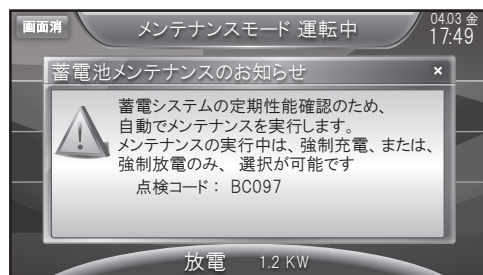 画面消
メンテナンスモード 運転中
04.03 金
17:49
蓄電池メンテナンスのお知らせ
×
蓄電システムの定期性能確認のため、
自動でメンテナンスを実行します。
メンテナンスの実行中は、強制充電、または、
強制放電のみ、 選択が可能です
点検コード： BC097
放電 1.2 KW